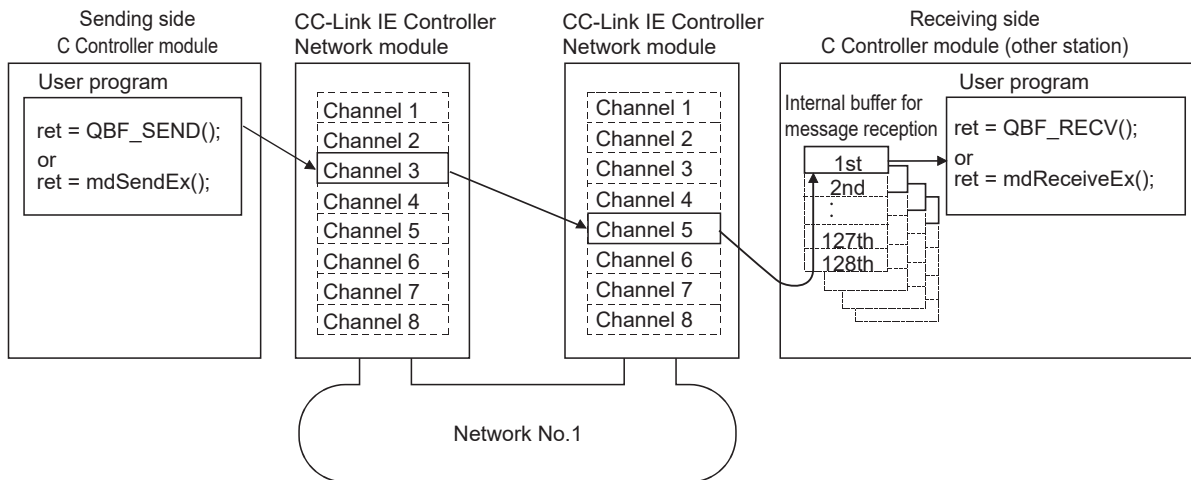 Sending side
C Controller module
User program
ret = QBF_SEND();
or
ret = mdSendEx();
CC-Link IE Controller
Network module
Channel 1
Channel 2
Channel 3
Channel 4
Channel 5
Channel 6
Channel 7
Channel 8
CC-Link IE Controller
Network module
Channel 1
Channel 2
Channel 3
Channel 4
Channel 5
Channel 6
Channel 7
Channel 8
Receiving side
C Controller module (other station)
Internal buffer for
message reception
1st
2nd
:
127th
128th
User program
ret = QBF_RECV();
or
ret = mdReceiveEx();
Network No.1